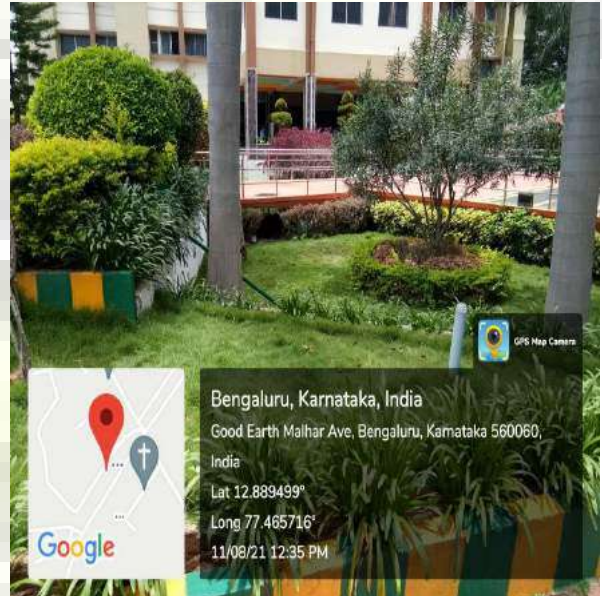 GPS Map Camera
Bengaluru, Karnataka, India
Good Earth Malhar Ave, Bengaluru, Karnataka 560060,
India
Lat 12.889499°
Long 77.465716°
11/08/21 12:35 PM
Google